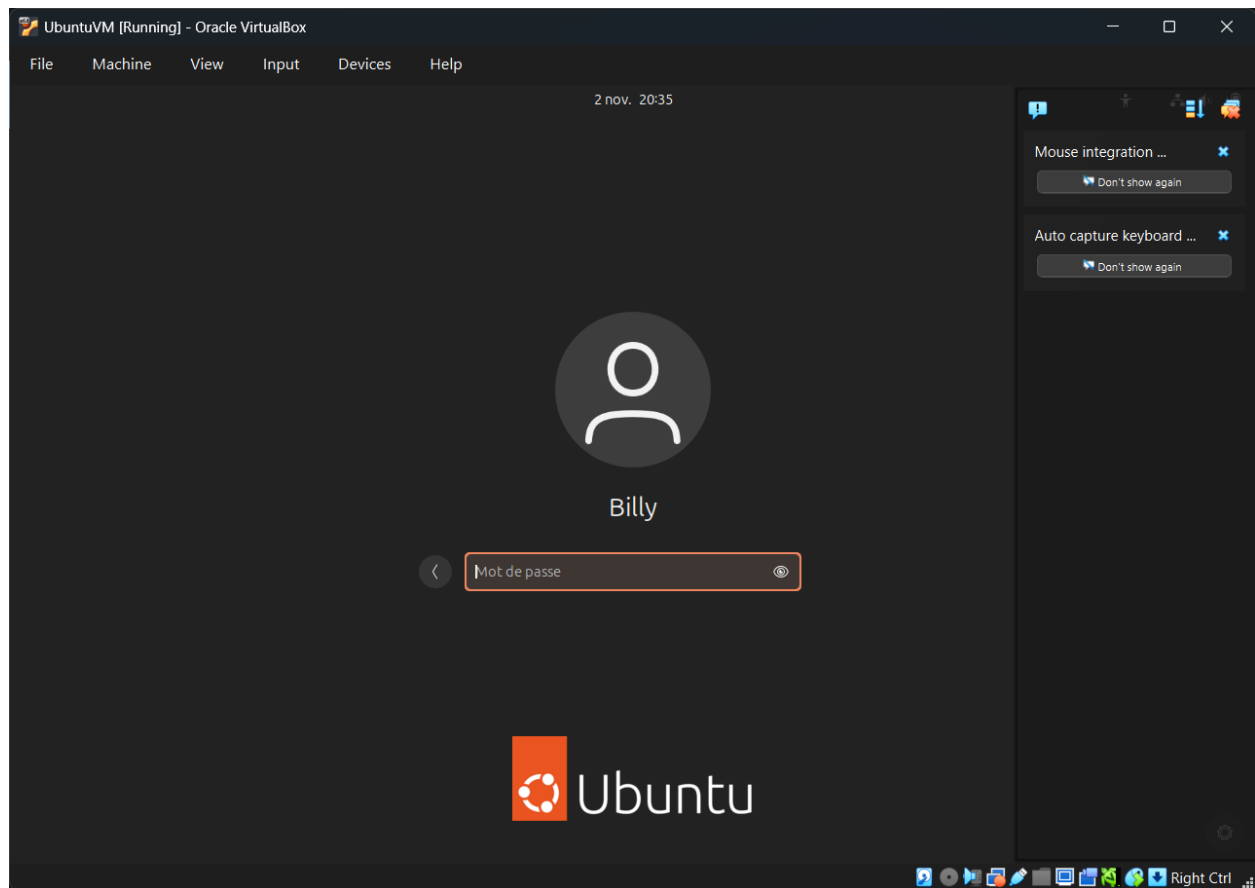 UbuntuVM [Running] - Oracle VirtualBox
File Machine View Input Devices Help
2 nov. 20:35
Mouse integration ...
Don't show again
Auto capture keyboard ...
Don't show again
Billy
Mot de passe
Ubuntu
Right Ctrl